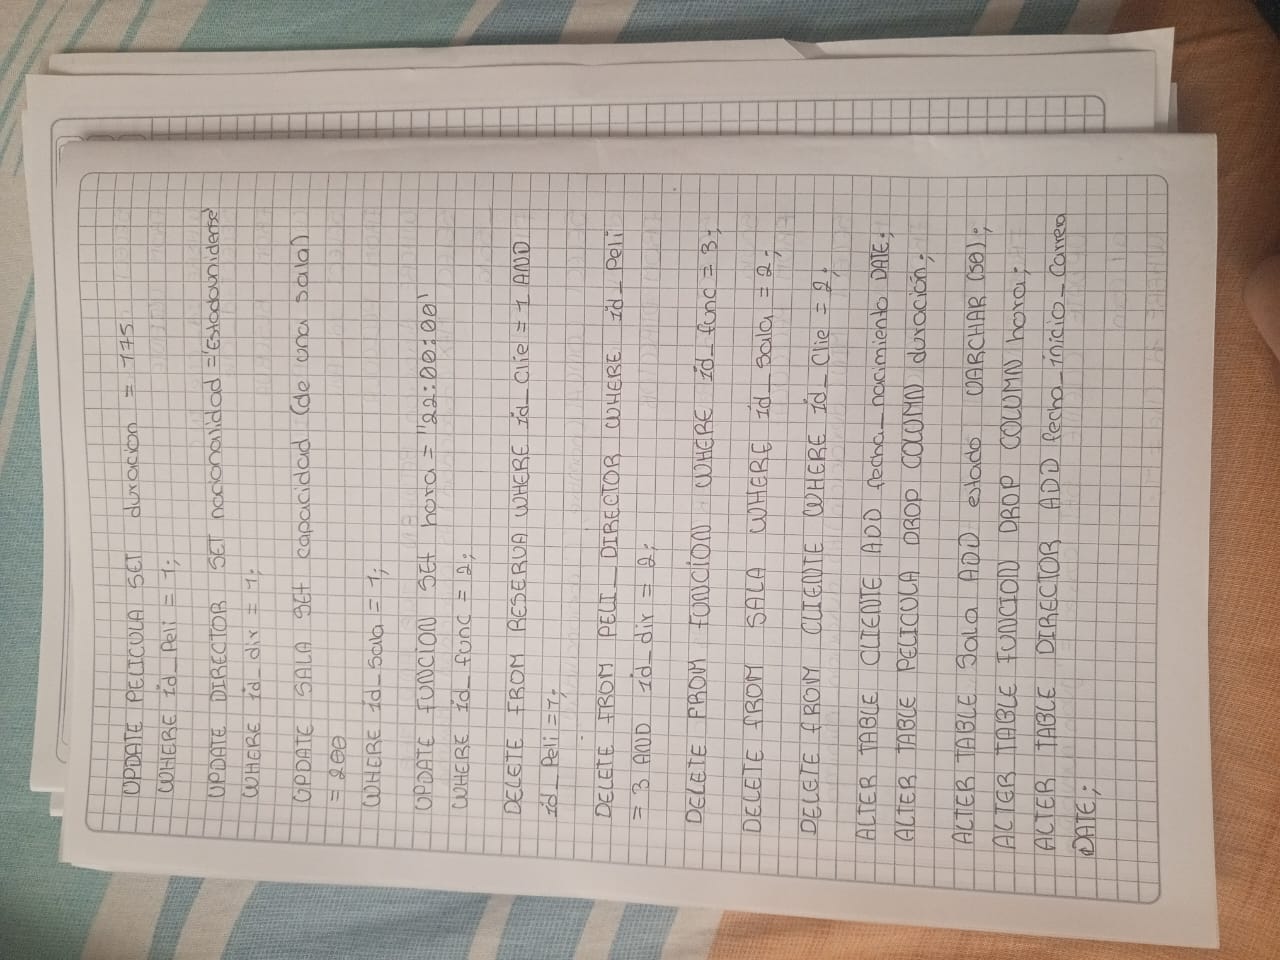 UPDATE PELICULA SET duracion = 175
WHERE id_Peli = 1;
UPDATE DIRECTOR SET nacionalidad = 'Estadounidense'
WHERE id_dir = 1;
UPDATE SALA SET capacidad (de una sala)
= 200
WHERE id_sala = 1;
UPDATE FUNCION SET hora = "22:00:00'
WHERE id_func = 2;
DELETE FROM RESERVA WHERE id_Clie = 1 AND
id_Peli = 1;
DELETE FROM PELI_DIRECTOR WHERE id_Peli
= 3 AND id_dir = 2;
DELETE FROM FUNCION WHERE id_func = 3;
DELETE FROM SALA WHERE id_sala = 2;
DELETE FROM CLIENTE WHERE id_Clie = 2;
ALTER TABLE CLIENTE ADD fecha_nacimiento DATE;
ALTER TABLE PELICULA DROP COLUMN duración;
ALTER TABLE Sala ADD estado VARCHAR (50);
ALTER TABLE FUNCION DROP COLUMN hora;
ALTER TABLE DIRECTOR ADD fecha_inicio_Correo
DATE;